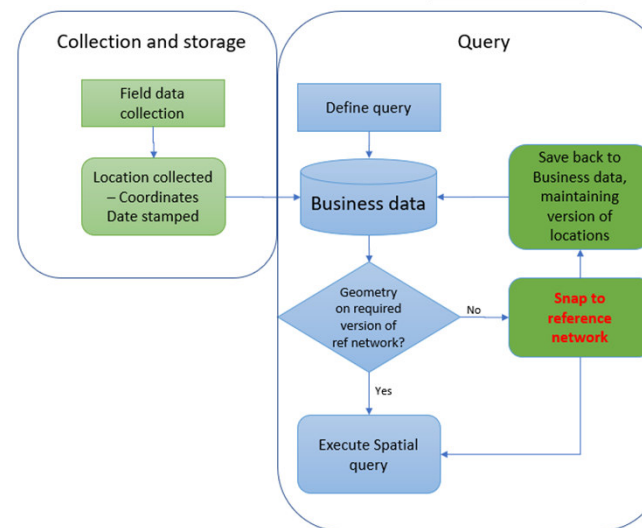 Collection and storage
Query
Field data
collection
Define query
Location collected
– Coordinates
Date stamped
Business data
Save back to
Business data,
maintaining
version of
locations
Geometry
on required
version of
ref network?
No
Snap to
reference
network
Yes
Execute Spatial
query